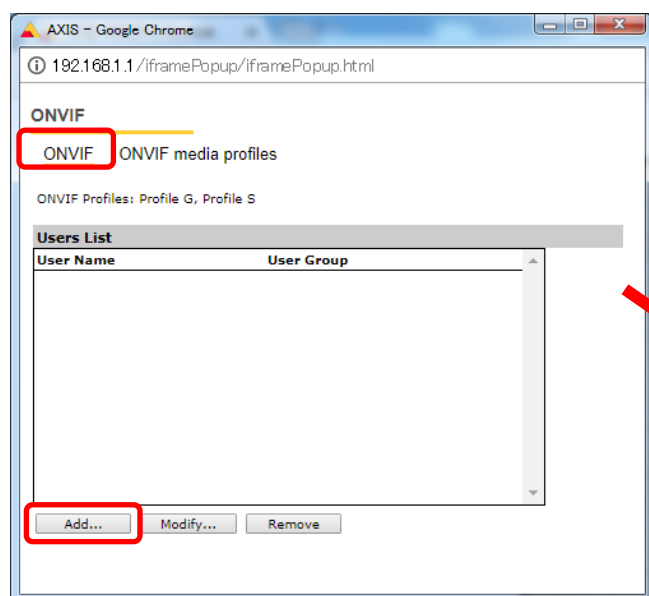 AXIS - Google Chrome
192.168.1.1/iframePopup/iframePopup.html
ONVIF
ONVIF ONVIF media profiles
ONVIF Profiles: Profile G, Profile S
Users List
User Name User Group
Add... Modify... Remove